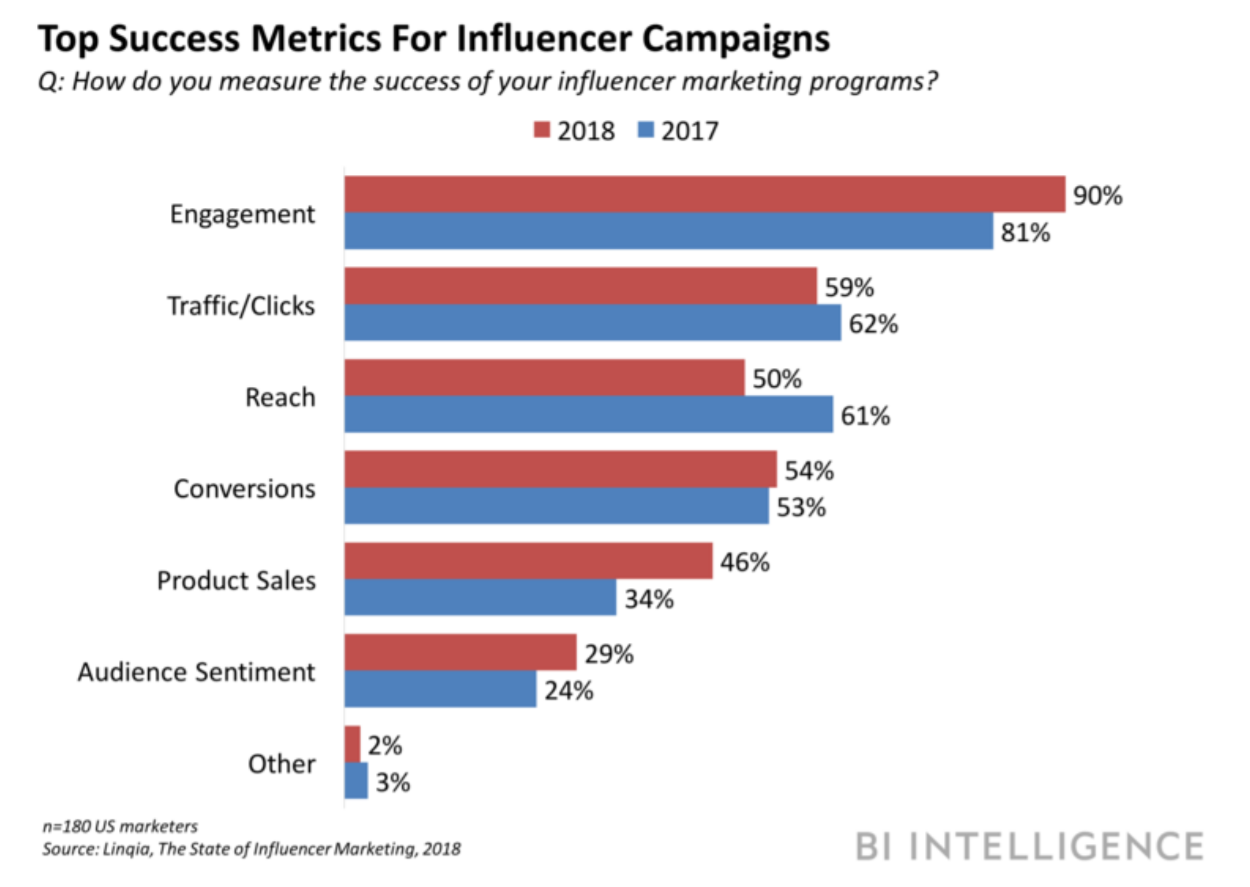 Top Success Metrics For Influencer Campaigns
Q: How do you measure the success of your influencer marketing programs?
2018 2017
Engagement
90%
81%
Traffic/Clicks
59%
62%
Reach
50%
61%
Conversions
54%
53%
Product Sales
46%
34%
Audience Sentiment
29%
24%
Other
2%
3%
n=180 US marketers
Source: Linqia, The State of Influencer Marketing, 2018
BI INTELLIGENCE